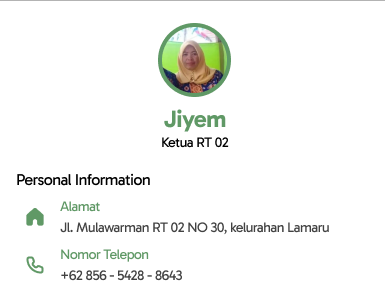 Jiyem
Ketua RT 02
Personal Information
Alamat
Jl. Mulawarman RT 02 NO 30, kelurahan Lamaru
Nomor Telepon
+62 856 - 5428 - 8643